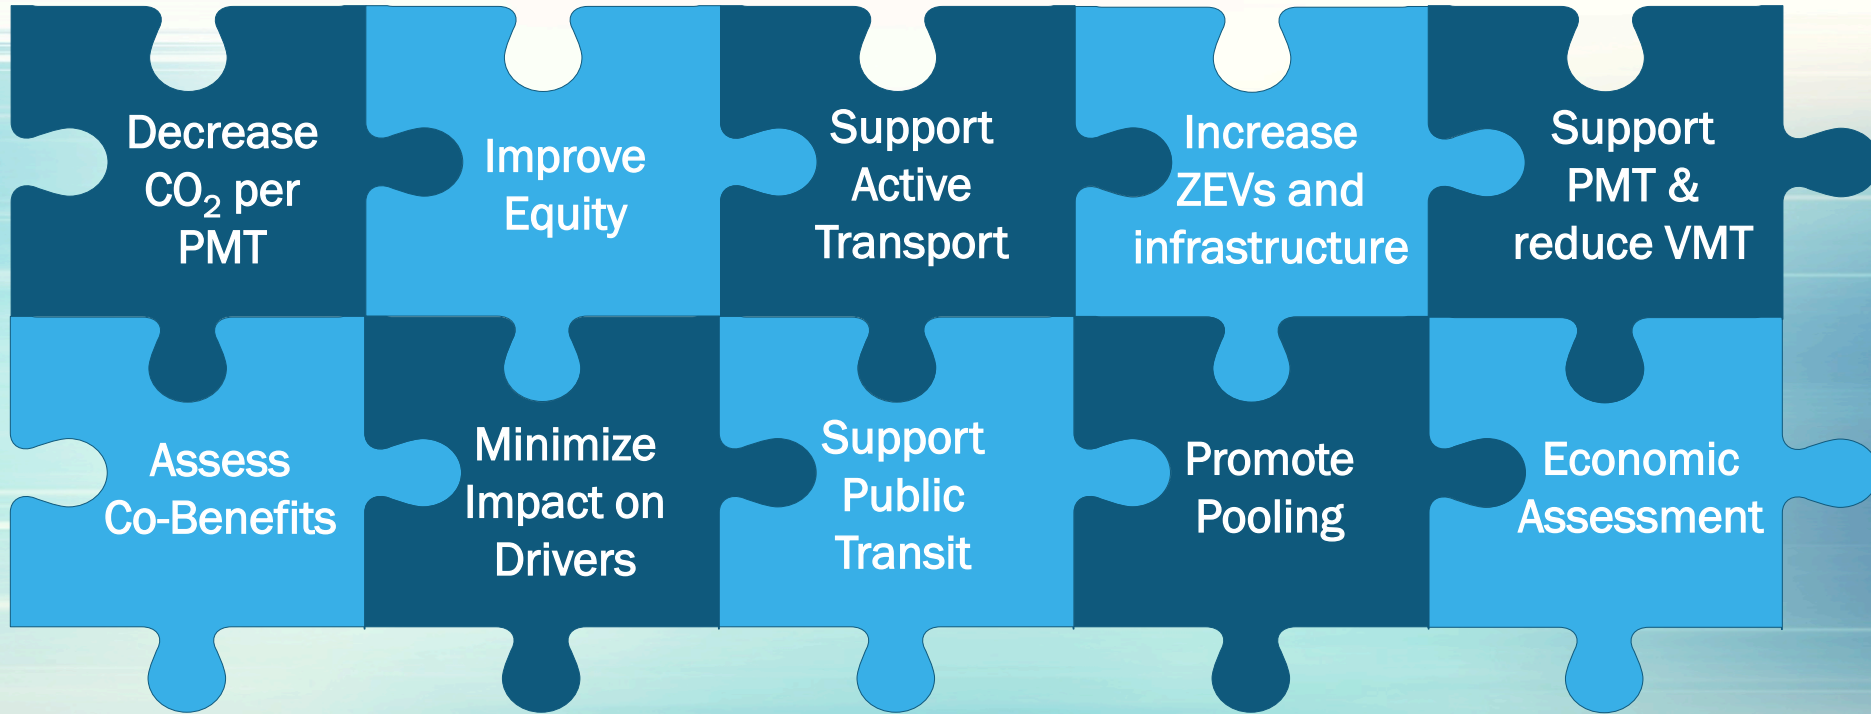 Decrease
CO₂ per
PMT
Improve
Equity
Support
Active
Transport
Increase
ZEVs and
infrastructure
Support
PMT &
reduce VMT
Assess
Co-Benefits
Minimize
Impact on
Drivers
Support
Public
Transit
Promote
Pooling
Economic
Assessment